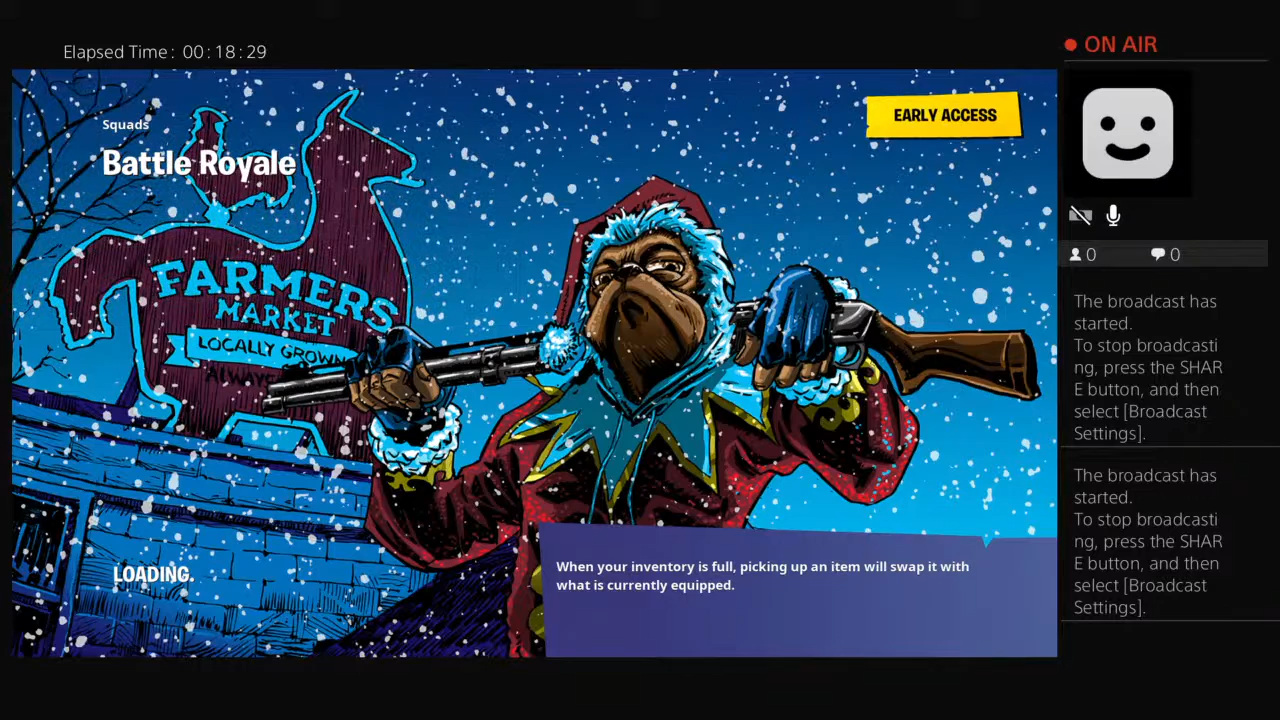 Elapsed Time: 00:18:29
ON AIR
Squads
Battle Royale
EARLY ACCESS
FARMERS
MARKET
LOCALLY GROWN
ALWAYS
LOADING.
When your inventory is full, picking up an item will swap it with
what is currently equipped.
0
0
The broadcast has
started.
To stop broadcasti
ng, press the SHAR
E button, and then
select [Broadcast
Settings].
The broadcast has
started.
To stop broadcasti
ng, press the SHAR
E button, and then
select [Broadcast
Settings].